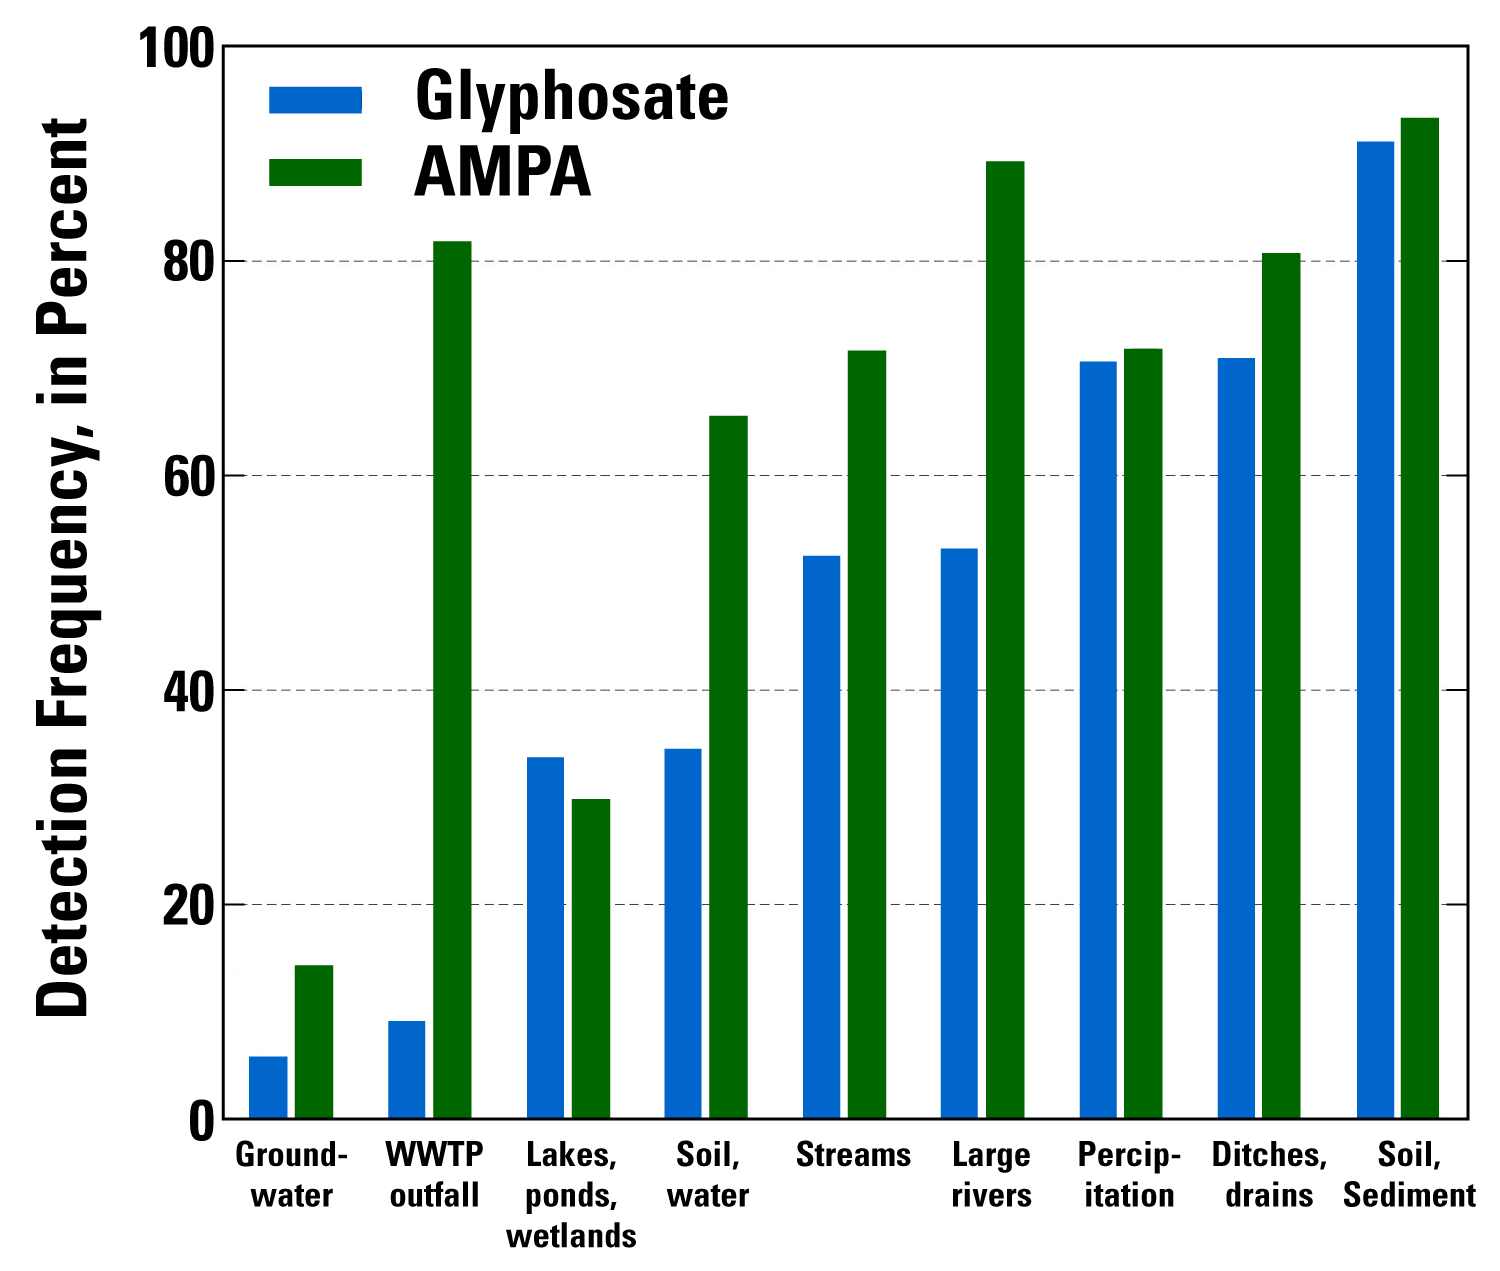 Detection Frequency, in Percent
100
80
60
40
20
0
Glyphosate
AMPA
Ground-
water
WWTP
outfall
Lakes,
ponds,
wetlands
Soil,
water
Streams
Large
rivers
Percip-
itation
Ditches,
drains
Soil,
Sediment